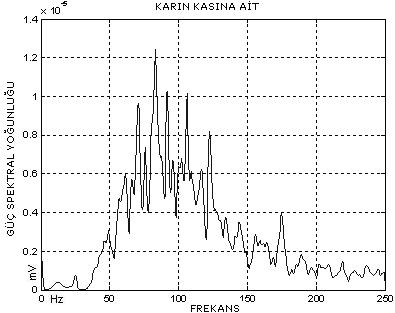 KARIN KASINA AİT
x 10⁻⁵
1.4
1.2
1
0.8
0.6
0.4
0.2
0
GÜÇ SPEKTRAL YOĞUNLUĞU
mV
0 Hz 50 100 150 200 250
FREKANS